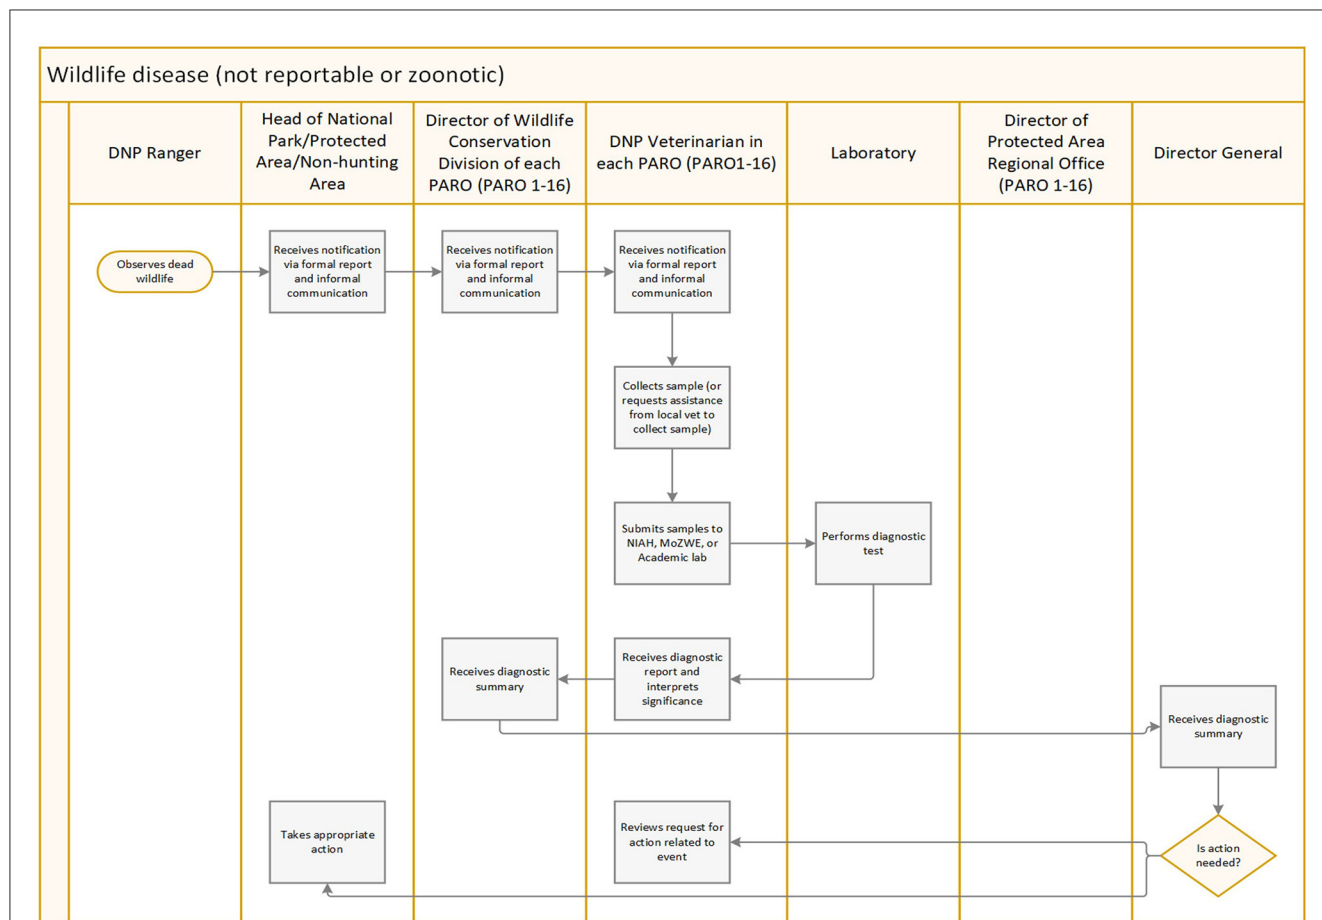 Wildlife disease (not reportable or zoonotic)
DNP Ranger
Head of National
Park/Protected
Area/Non-hunting
Area
Director of Wildlife
Conservation
Division of each
PARO (PARO 1-16)
DNP Veterinarian in
each PARO (PARO1-16)
Laboratory
Director of
Protected Area
Regional Office
(PARO 1-16)
Director General
Observes dead
wildlife
Receives notification
via formal report
and informal
communication
Receives notification
via formal report
and informal
communication
Receives notification
via formal report
and informal
communication
Collects sample (or
requests assistance
from local vet to
collect sample)
Submits samples to
NIAH, MoZWE, or
Academic lab
Performs diagnostic
test
Receives diagnostic
summary
Receives diagnostic
report and
interprets
significance
Receives diagnostic
summary
Takes appropriate
action
Reviews request for
action related to
event
Is action
needed?